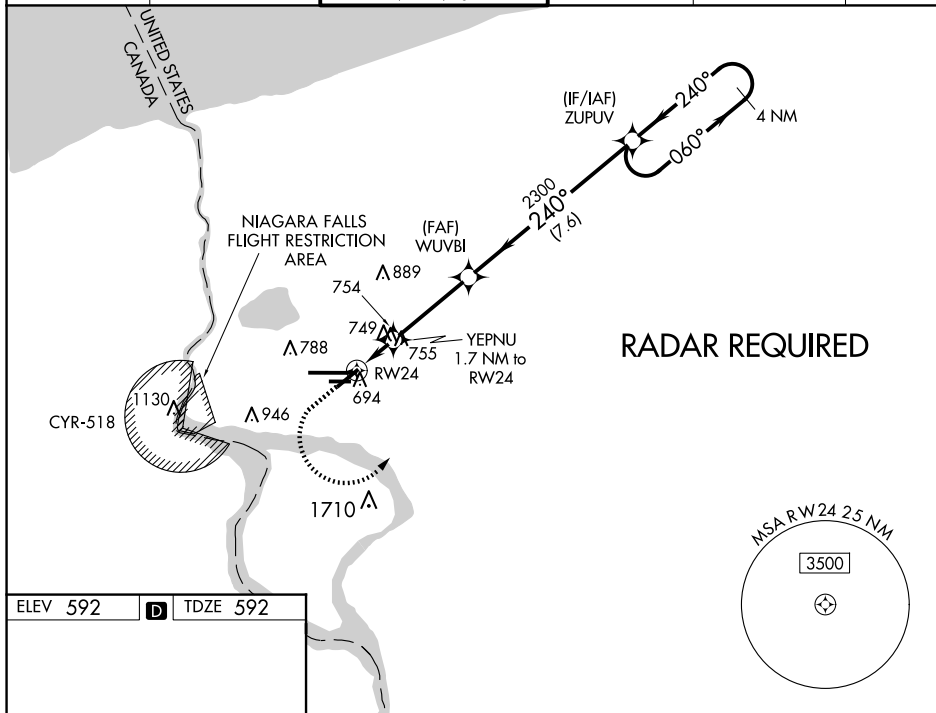 UNITED STATES
CANADA
(IF/IAF)
ZUPUV
240°
4 NM
060°
2300
240°
(7.6)
(FAF)
WUVBI
NIAGARA FALLS
FLIGHT RESTRICTION
AREA
889
754
749
755
YEPNU
1.7 NM to
RW24
788
RW24
694
RADAR REQUIRED
1130
CYR-518
946
1710
MSA RW24 25 NM
3500
ELEV 592
D
TDZE 592